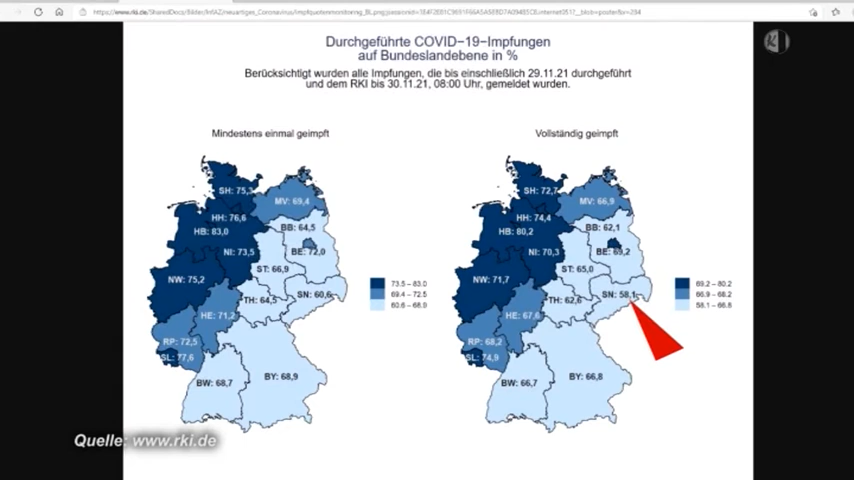 Durchgeführte COVID−19−Impfungen
auf Bundeslandebene in %
Berücksichtigt wurden alle Impfungen, die bis einschließlich 29.11.21 durchgeführt
und dem RKI bis 30.11.21, 08:00 Uhr, gemeldet wurden.
Mindestens einmal geimpft
SH: 75,3
MV: 69,4
HH: 76,6
BB: 64,5
HB: 83,0
NI: 73,5
BE: 72,0
ST: 66,9
NW: 75,2
SN: 60,6
TH: 64,5
HE: 71,2
RP: 72,5
SL: 77,6
BW: 68,7
BY: 68,9
73.5 − 83.0
69.4 − 72.5
60.6 − 68.9
Vollständig geimpft
SH: 72,7
MV: 66,9
HH: 74,4
BB: 62,1
HB: 80,2
NI: 70,3
BE: 69,2
ST: 65,0
NW: 71,7
SN: 58,1
TH: 62,6
HE: 67,6
RP: 68,2
SL: 74,9
BW: 66,7
BY: 66,8
69.2 − 80.2
66.9 − 68.2
58.1 − 66.8
Quelle: www.rki.de